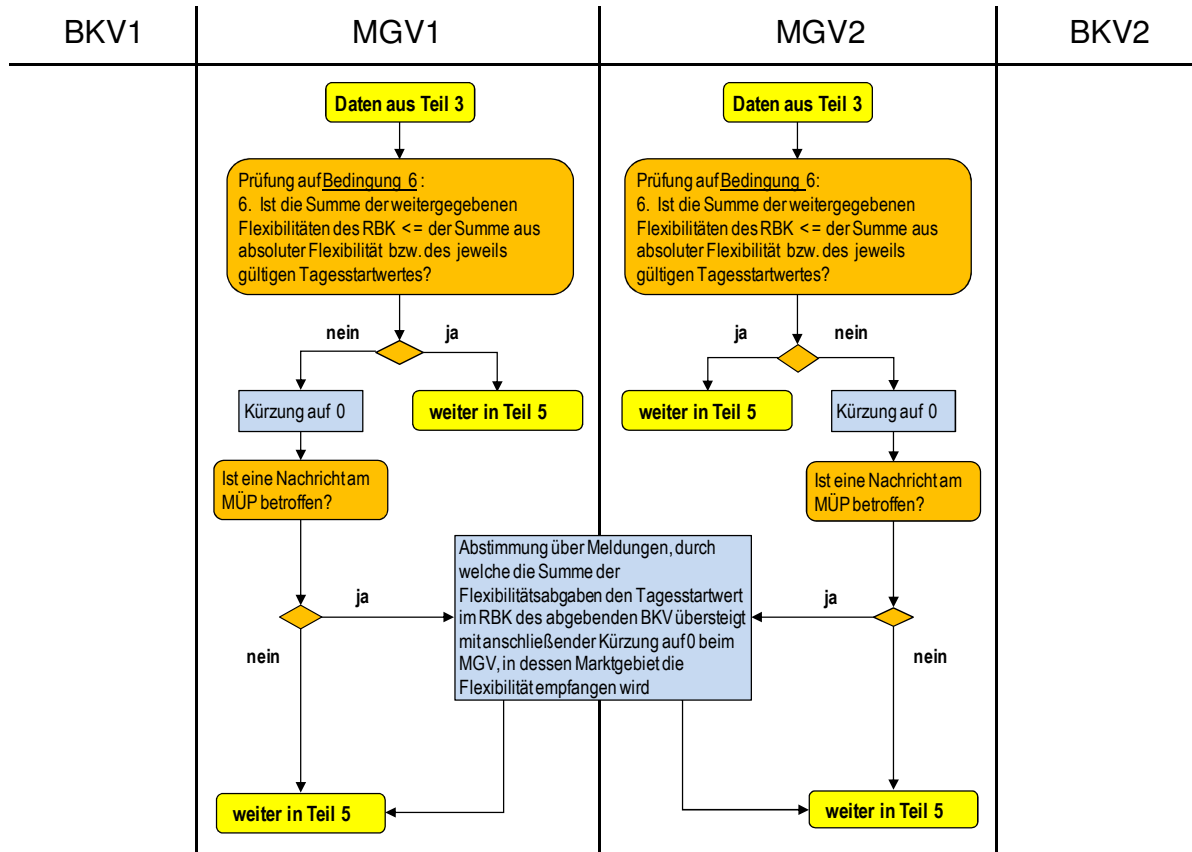 BKV1
MGV1
MGV2
BKV2
Daten aus Teil 3
Prüfung auf Bedingung 6 :
6. Ist die Summe der weitergegebenen
Flexibilitäten des RBK <= der Summe aus
absoluter Flexibilität bzw. des jeweils
gültigen Tagesstartwertes?
nein
ja
Kürzung auf 0
weiter in Teil 5
Ist eine Nachricht am
MÜP betroffen?
ja
nein
weiter in Teil 5
Abstimmung über Meldungen, durch
welche die Summe der
Flexibilitätsabgaben den Tagesstartwert
im RBK des abgebenden BKV übersteigt
mit anschließender Kürzung auf 0 beim
MGV, in dessen Marktgebiet die
Flexibilität empfangen wird
Daten aus Teil 3
Prüfung auf Bedingung 6:
6. Ist die Summe der weitergegebenen
Flexibilitäten des RBK <= der Summe aus
absoluter Flexibilität bzw. des jeweils
gültigen Tagesstartwertes?
ja
nein
weiter in Teil 5
Kürzung auf 0
Ist eine Nachricht am
MÜP betroffen?
ja
nein
weiter in Teil 5